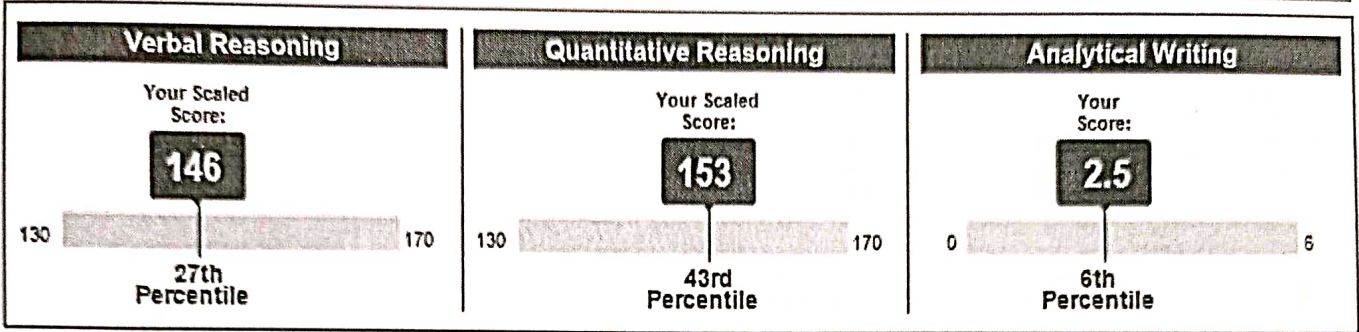 Verbal Reasoning
Your Scaled
Score:
146
130
170
27th
Percentile
Quantitative Reasoning
Your Scaled
Score:
153
130
170
43rd
Percentile
Analytical Writing
Your
Score:
2.5
0
6
6th
Percentile